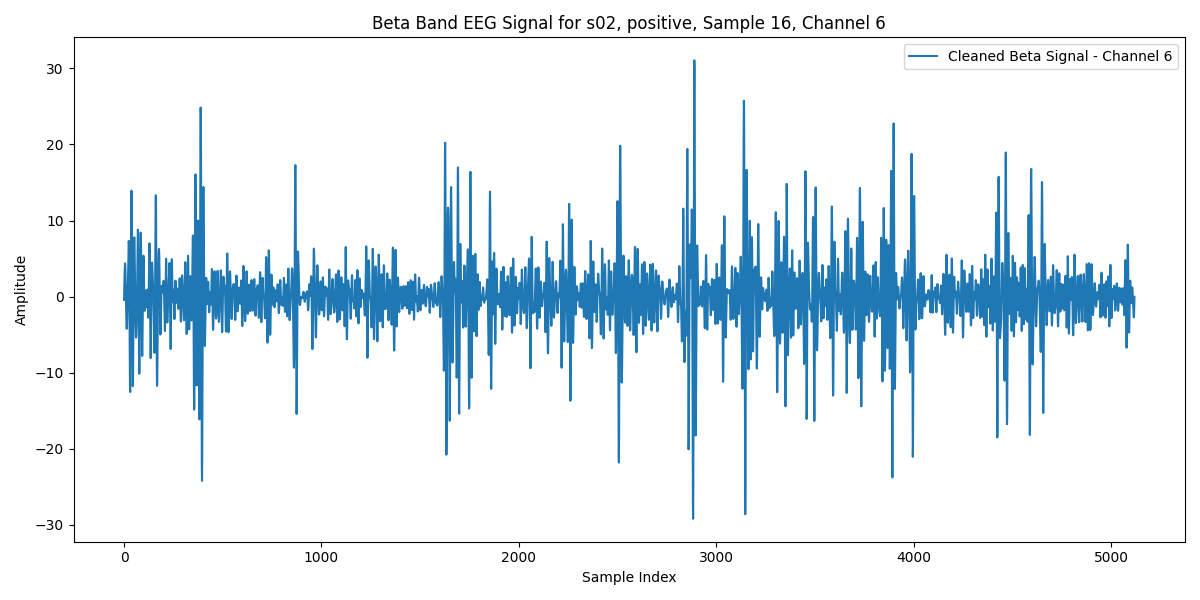 Beta Band EEG Signal for s02, positive, Sample 16, Channel 6
Cleaned Beta Signal - Channel 6
Amplitude
30
20
10
0
−10
−20
−30
0 1000 2000 3000 4000 5000
Sample Index